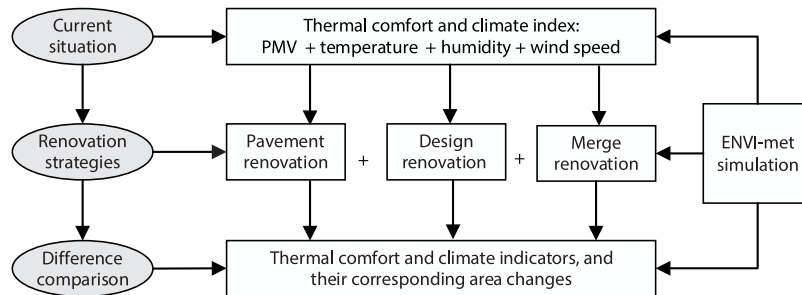 Current
situation
Thermal comfort and climate index:
PMV + temperature + humidity + wind speed
Renovation
strategies
Pavement
renovation
+
Design
renovation
+
Merge
renovation
ENVI-met
simulation
Difference
comparison
Thermal comfort and climate indicators, and
their corresponding area changes